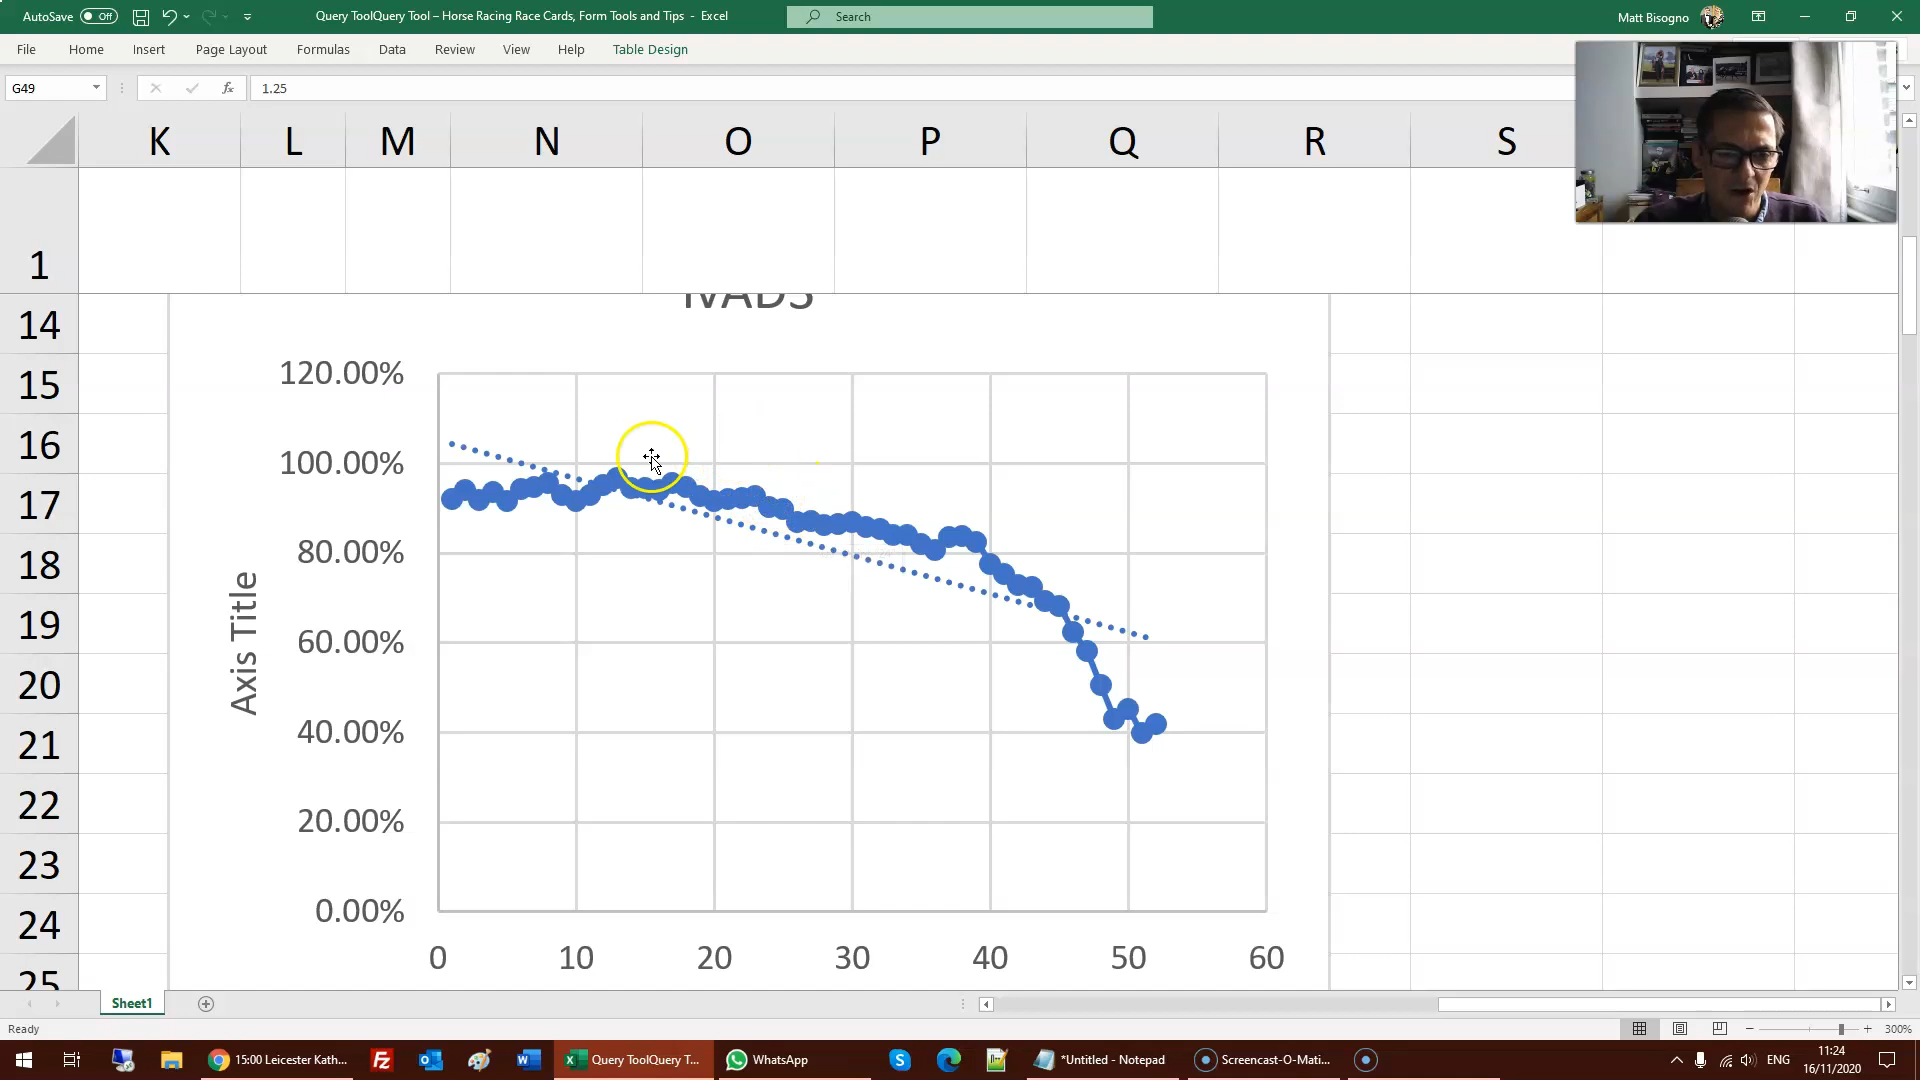 AutoSave Off
Query ToolQuery Tool – Horse Racing Race Cards, Form Tools and Tips - Excel
Search
Matt Bisogno
File Home Insert Page Layout Formulas Data Review View Help Table Design
G49
fx
1.25
K L M N O P Q R S
1
14
15
16
17
18
19
20
21
22
23
24
25
120.00%
100.00%
80.00%
60.00%
40.00%
20.00%
0.00%
Axis Title
0 10 20 30 40 50 60
Sheet1
Ready
300%
15:00 Leicester Kath...
Query ToolQuery T...
WhatsApp
*Untitled - Notepad
Screencast-O-Mati...
ENG
11:24
16/11/2020